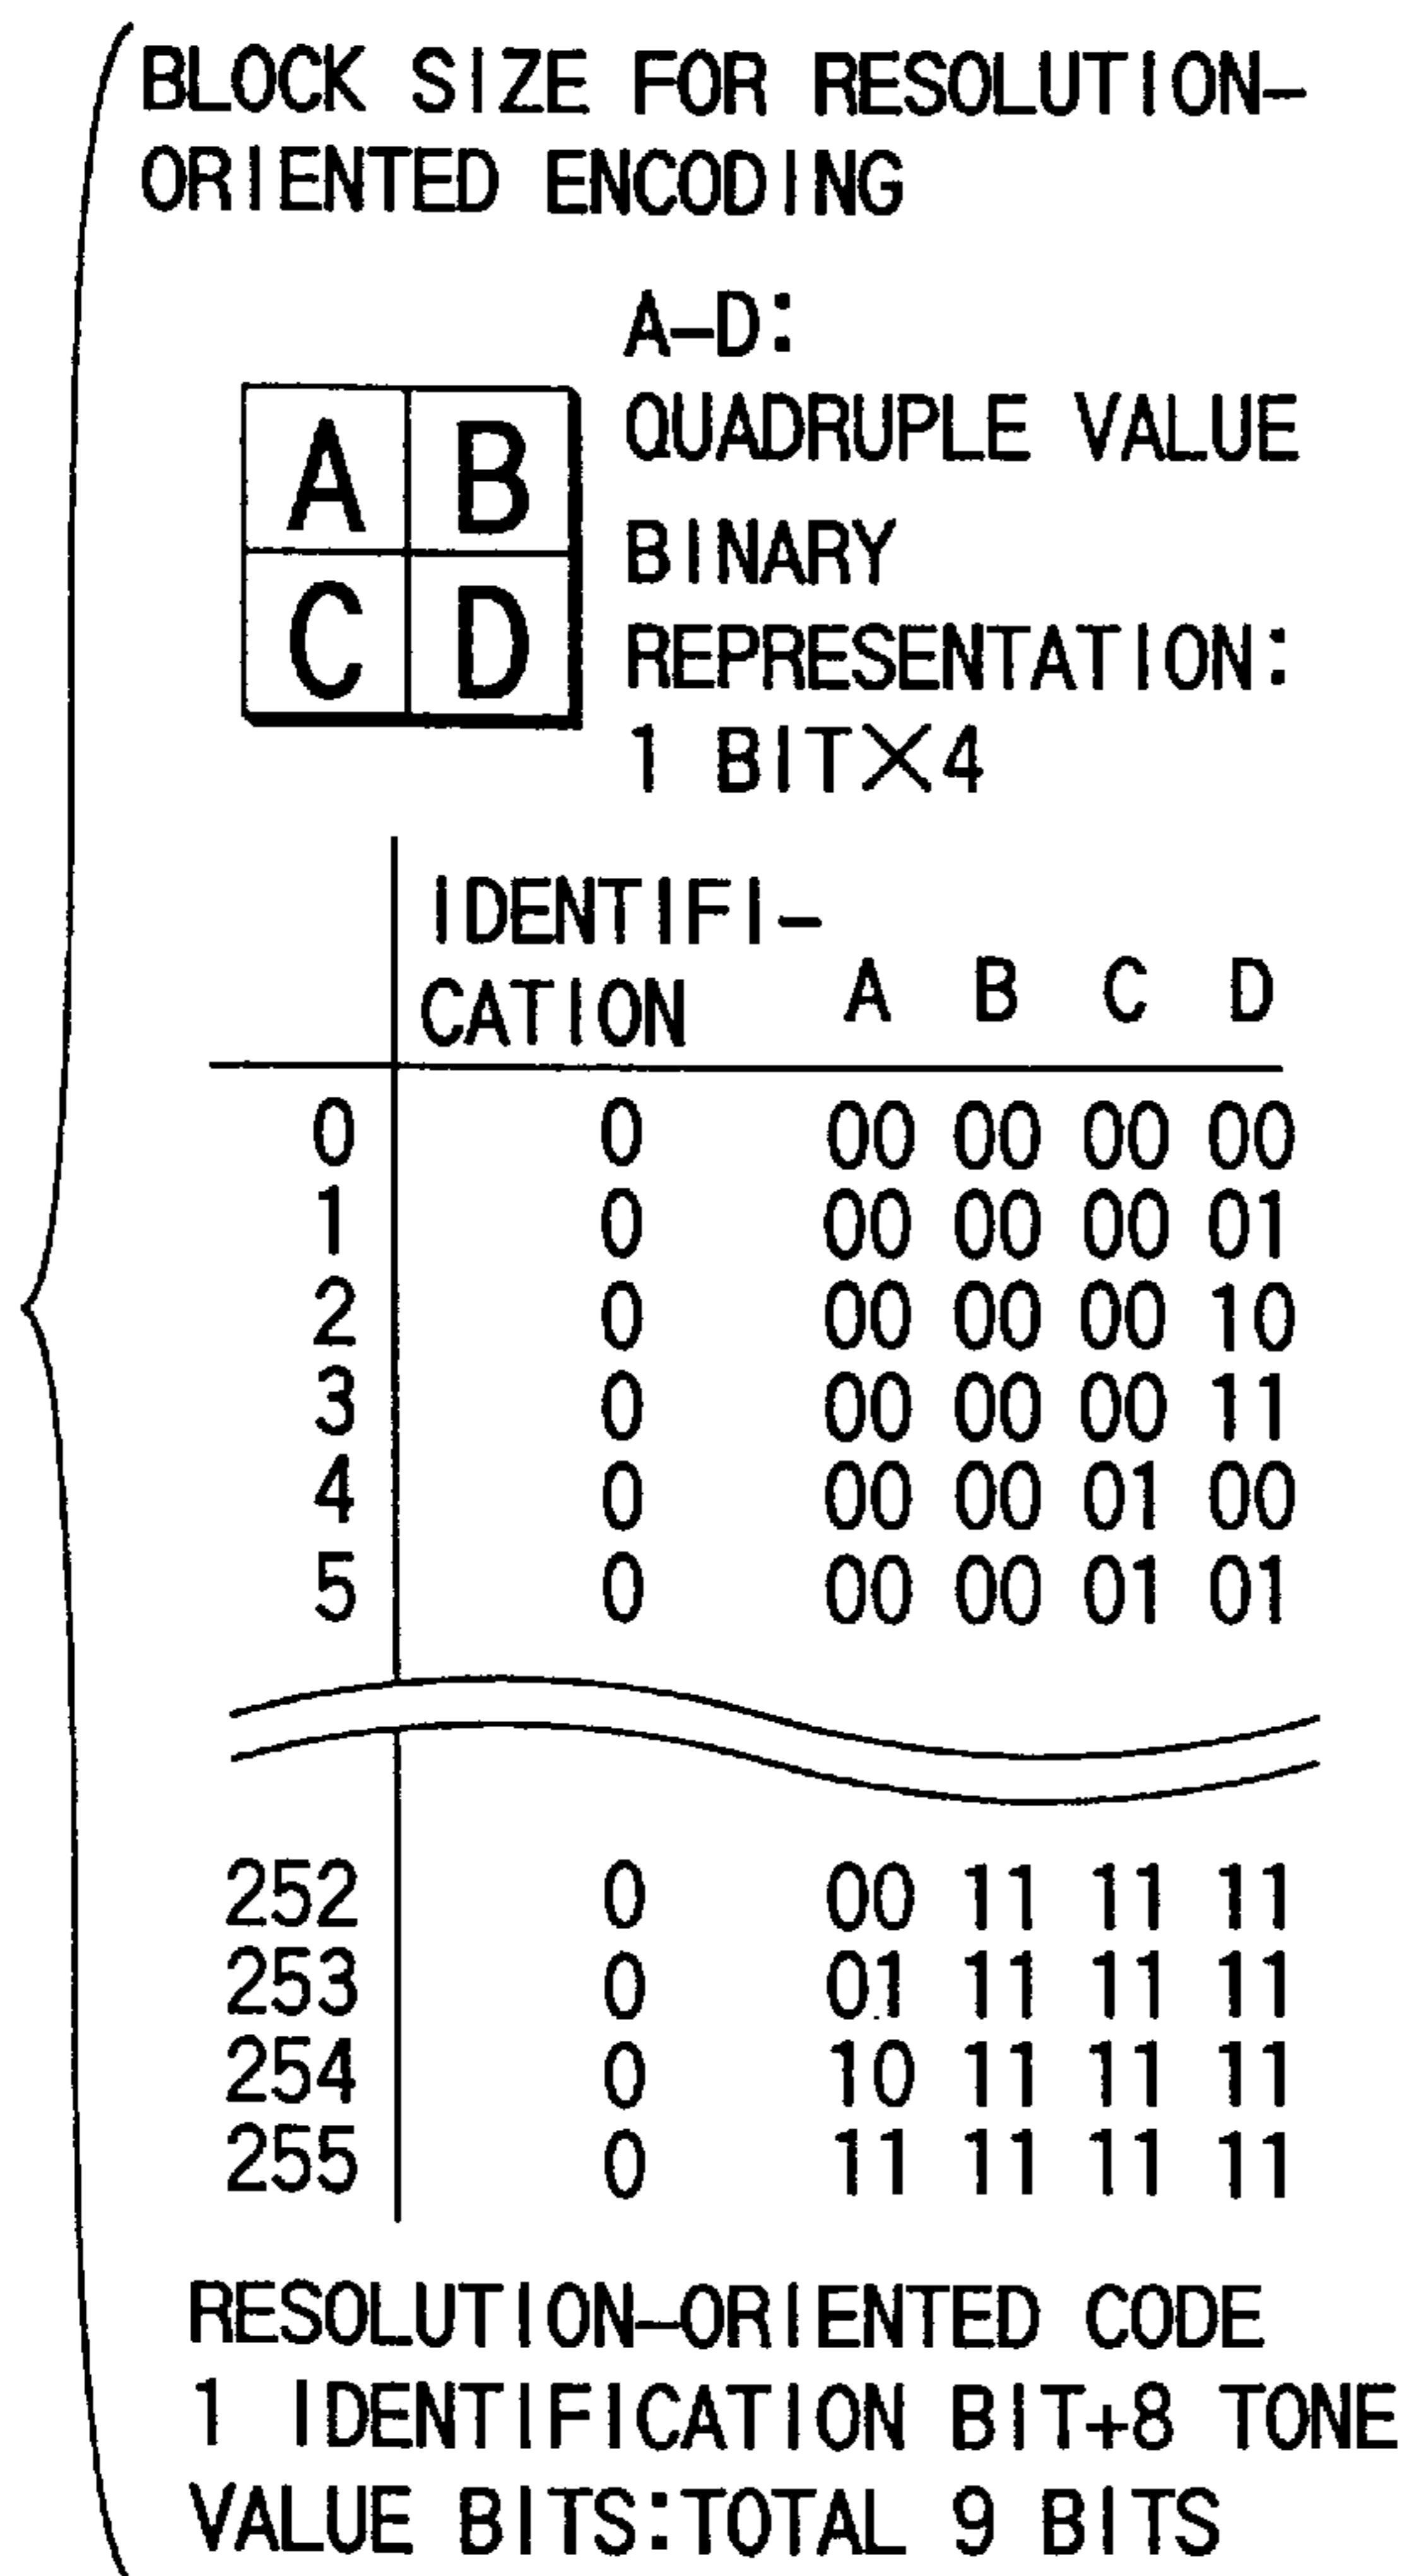 BLOCK SIZE FOR RESOLUTION-
ORIENTED ENCODING
A-D:
QUADRUPLE VALUE
A B
BINARY
C D
REPRESENTATION:
1 BIT×4
IDENTIFI-
CATION A B C D
0 0 00 00 00 00
1 0 00 00 00 01
2 0 00 00 00 10
3 0 00 00 00 11
4 0 00 00 01 00
5 0 00 00 01 01
252 0 00 11 11 11
253 0 01 11 11 11
254 0 10 11 11 11
255 0 11 11 11 11
RESOLUTION-ORIENTED CODE
1 IDENTIFICATION BIT+8 TONE
VALUE BITS:TOTAL 9 BITS